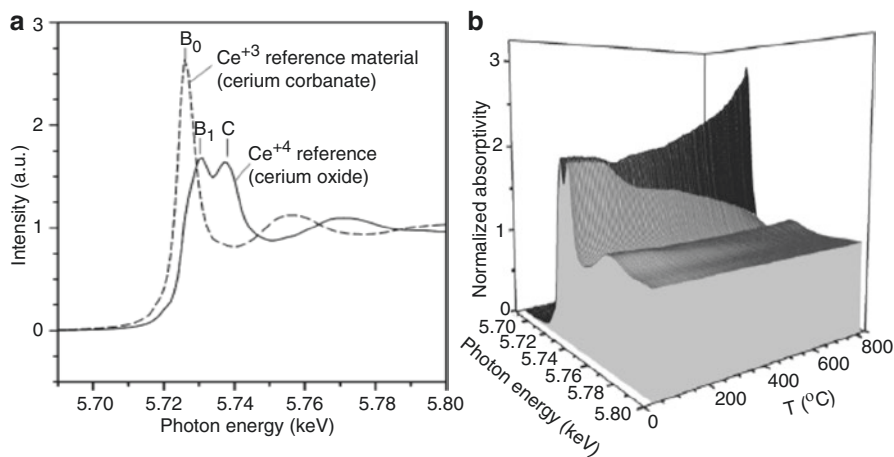 a
3
2
1
0
Intensity (a.u.)
B0
Ce+3 reference material
(cerium corbanate)
B1 C
Ce+4 reference
(cerium oxide)
5.70 5.72 5.74 5.76 5.78 5.80
Photon energy (keV)
b
3
2
1
0
Normalized absorptivity
5.70
5.72
5.74
5.76
5.78
5.80
Photon energy (keV)
0
200
400
600
800
T (oC)